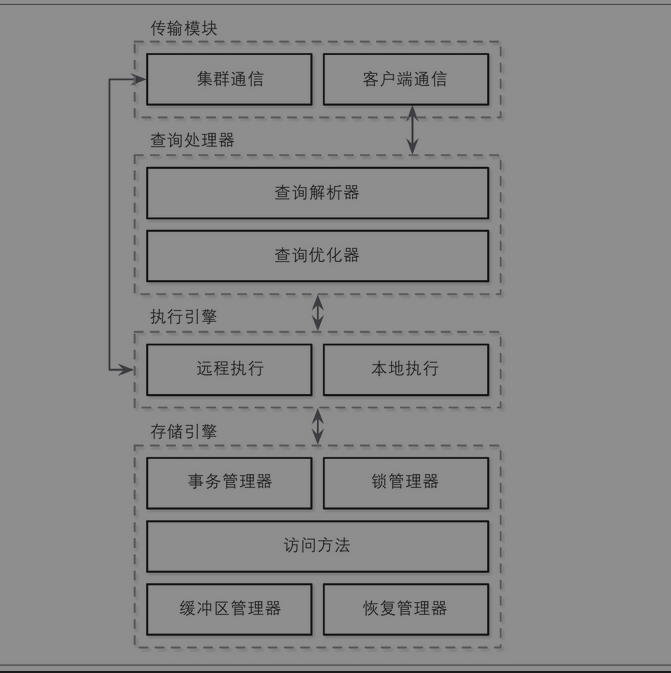 传输模块
集群通信
客户端通信
查询处理器
查询解析器
查询优化器
执行引擎
远程执行
本地执行
存储引擎
事务管理器
锁管理器
访问方法
缓冲区管理器
恢复管理器